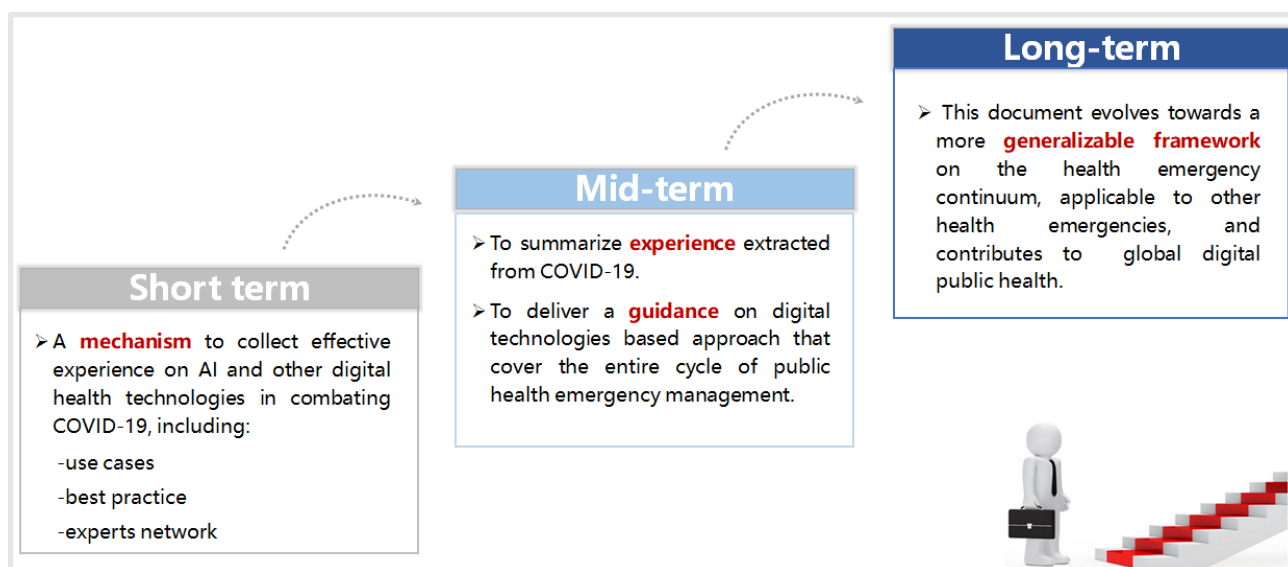 Short term
➢ A mechanism to collect effective
experience on AI and other digital
health technologies in combating
COVID-19, including:
-use cases
-best practice
-experts network
Mid-term
➢ To summarize experience extracted
from COVID-19.
➢ To deliver a guidance on digital
technologies based approach that
cover the entire cycle of public
health emergency management.
Long-term
➢ This document evolves towards a
more generalizable framework
on the health emergency
continuum, applicable to other
health emergencies, and
contributes to global digital
public health.